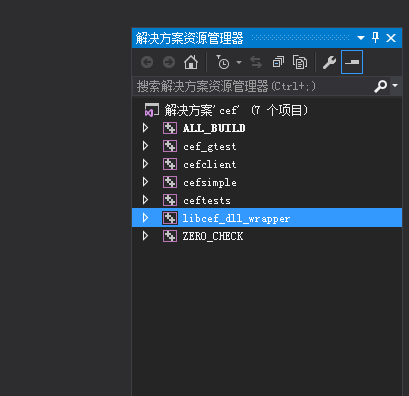 解决方案资源管理器
搜索解决方案资源管理器(Ctrl+;)
解决方案'cef' (7 个项目)
ALL_BUILD
cef_gtest
cefclient
cefsimple
ceftests
libcef_dll_wrapper
ZERO_CHECK